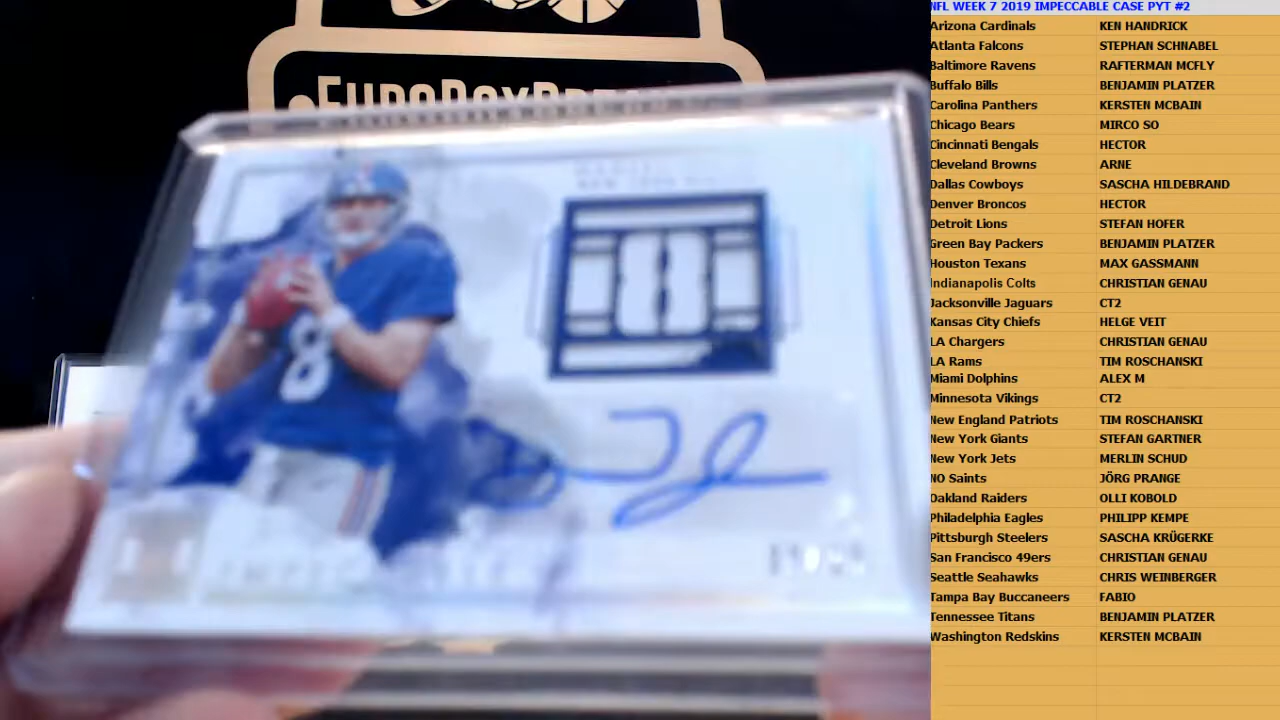 NFL WEEK 7 2019 IMPECCABLE CASE PYT #2
Arizona Cardinals KEN HANDRICK
Atlanta Falcons STEPHAN SCHNABEL
Baltimore Ravens RAFTERMAN MCFLY
Buffalo Bills BENJAMIN PLATZER
Carolina Panthers KERSTEN MCBAIN
Chicago Bears MIRCO SO
Cincinnati Bengals HECTOR
Cleveland Browns ARNE
Dallas Cowboys SASCHA HILDEBRAND
Denver Broncos HECTOR
Detroit Lions STEFAN HOFER
Green Bay Packers BENJAMIN PLATZER
Houston Texans MAX GASSMANN
Indianapolis Colts CHRISTIAN GENAU
Jacksonville Jaguars CT2
Kansas City Chiefs HELGE VEIT
LA Chargers CHRISTIAN GENAU
LA Rams TIM ROSCHANSKI
Miami Dolphins ALEX M
Minnesota Vikings CT2
New England Patriots TIM ROSCHANSKI
New York Giants STEFAN GARTNER
New York Jets MERLIN SCHUD
NO Saints JÖRG PRANGE
Oakland Raiders OLLI KOBOLD
Philadelphia Eagles PHILIPP KEMPE
Pittsburgh Steelers SASCHA KRÜGERKE
San Francisco 49ers CHRISTIAN GENAU
Seattle Seahawks CHRIS WEINBERGER
Tampa Bay Buccaneers FABIO
Tennessee Titans BENJAMIN PLATZER
Washington Redskins KERSTEN MCBAIN
8